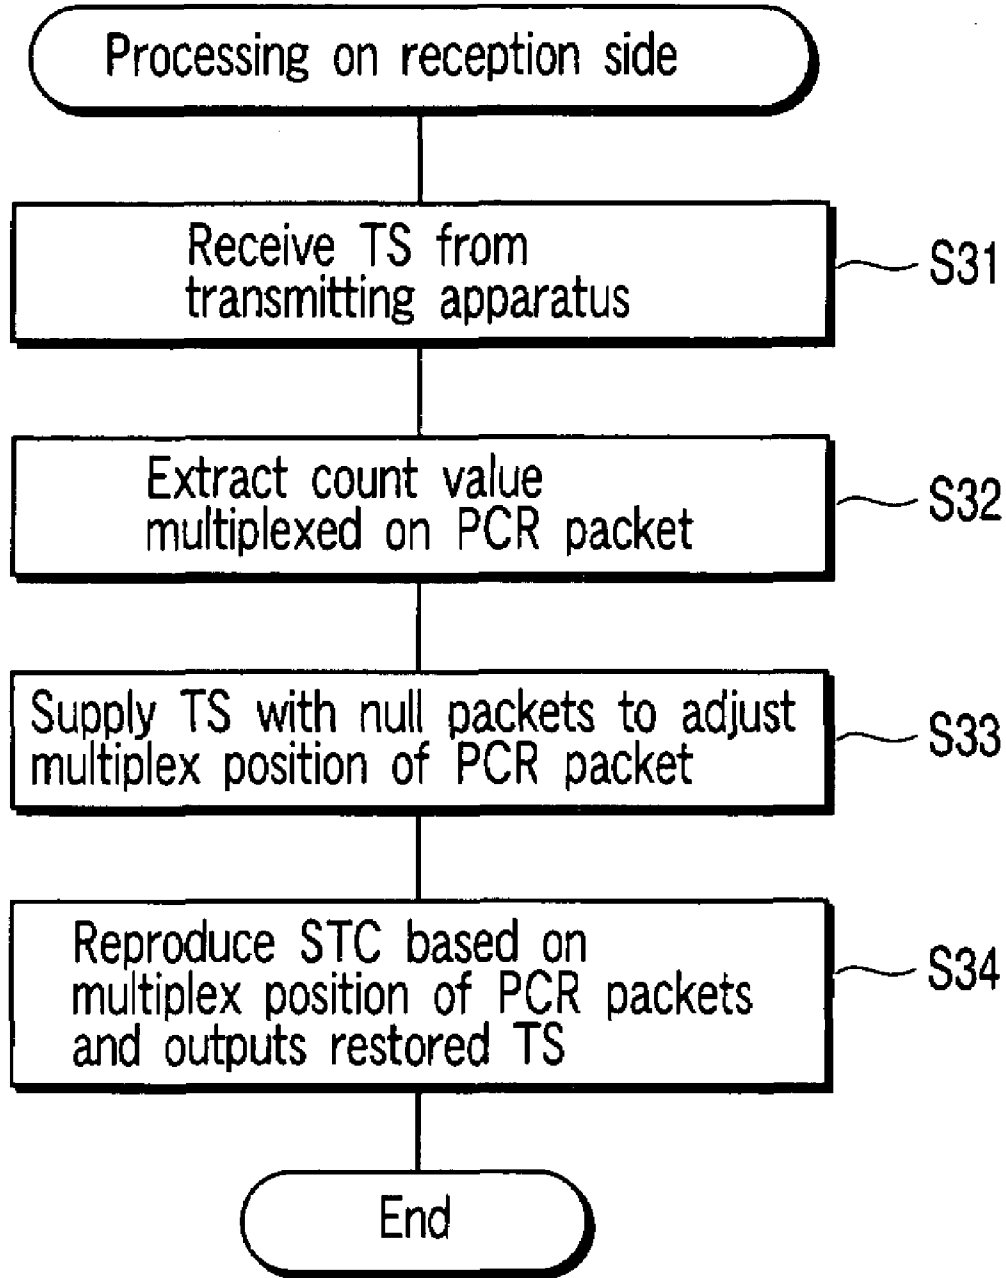 Processing on reception side
Receive TS from
transmitting apparatus
S31
Extract count value
multiplexed on PCR packet
S32
Supply TS with null packets to adjust
multiplex position of PCR packet
S33
Reproduce STC based on
multiplex position of PCR packets
and outputs restored TS
S34
End